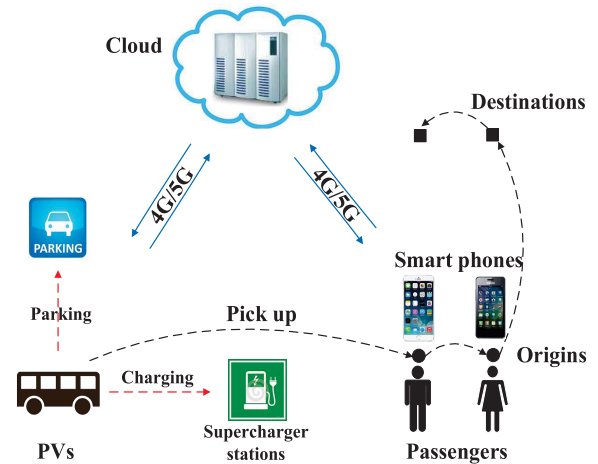 Cloud
Destinations
4G/5G
4G/5G
PARKING
Smart phones
Parking
Pick up
Origins
Charging
PVs
Supercharger
stations
Passengers